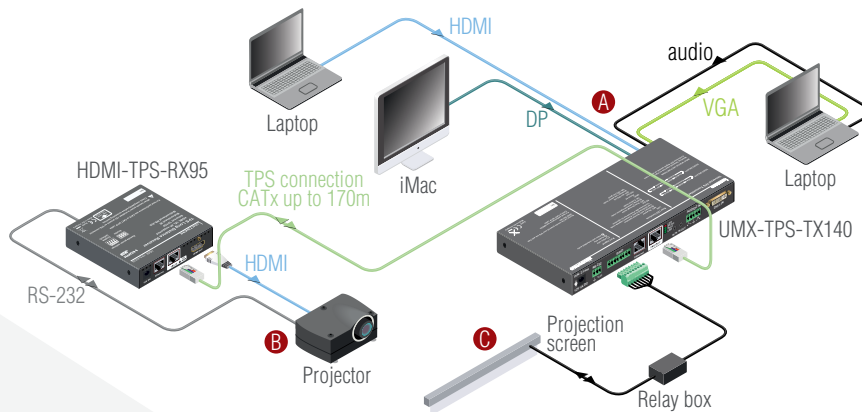 HDMI
audio
A
VGA
Laptop
DP
HDMI-TPS-RX95
TPS connection
CATx up to 170m
iMac
Laptop
UMX-TPS-TX140
HDMI
RS-232
B
C
Projection
screen
Projector
Relay box